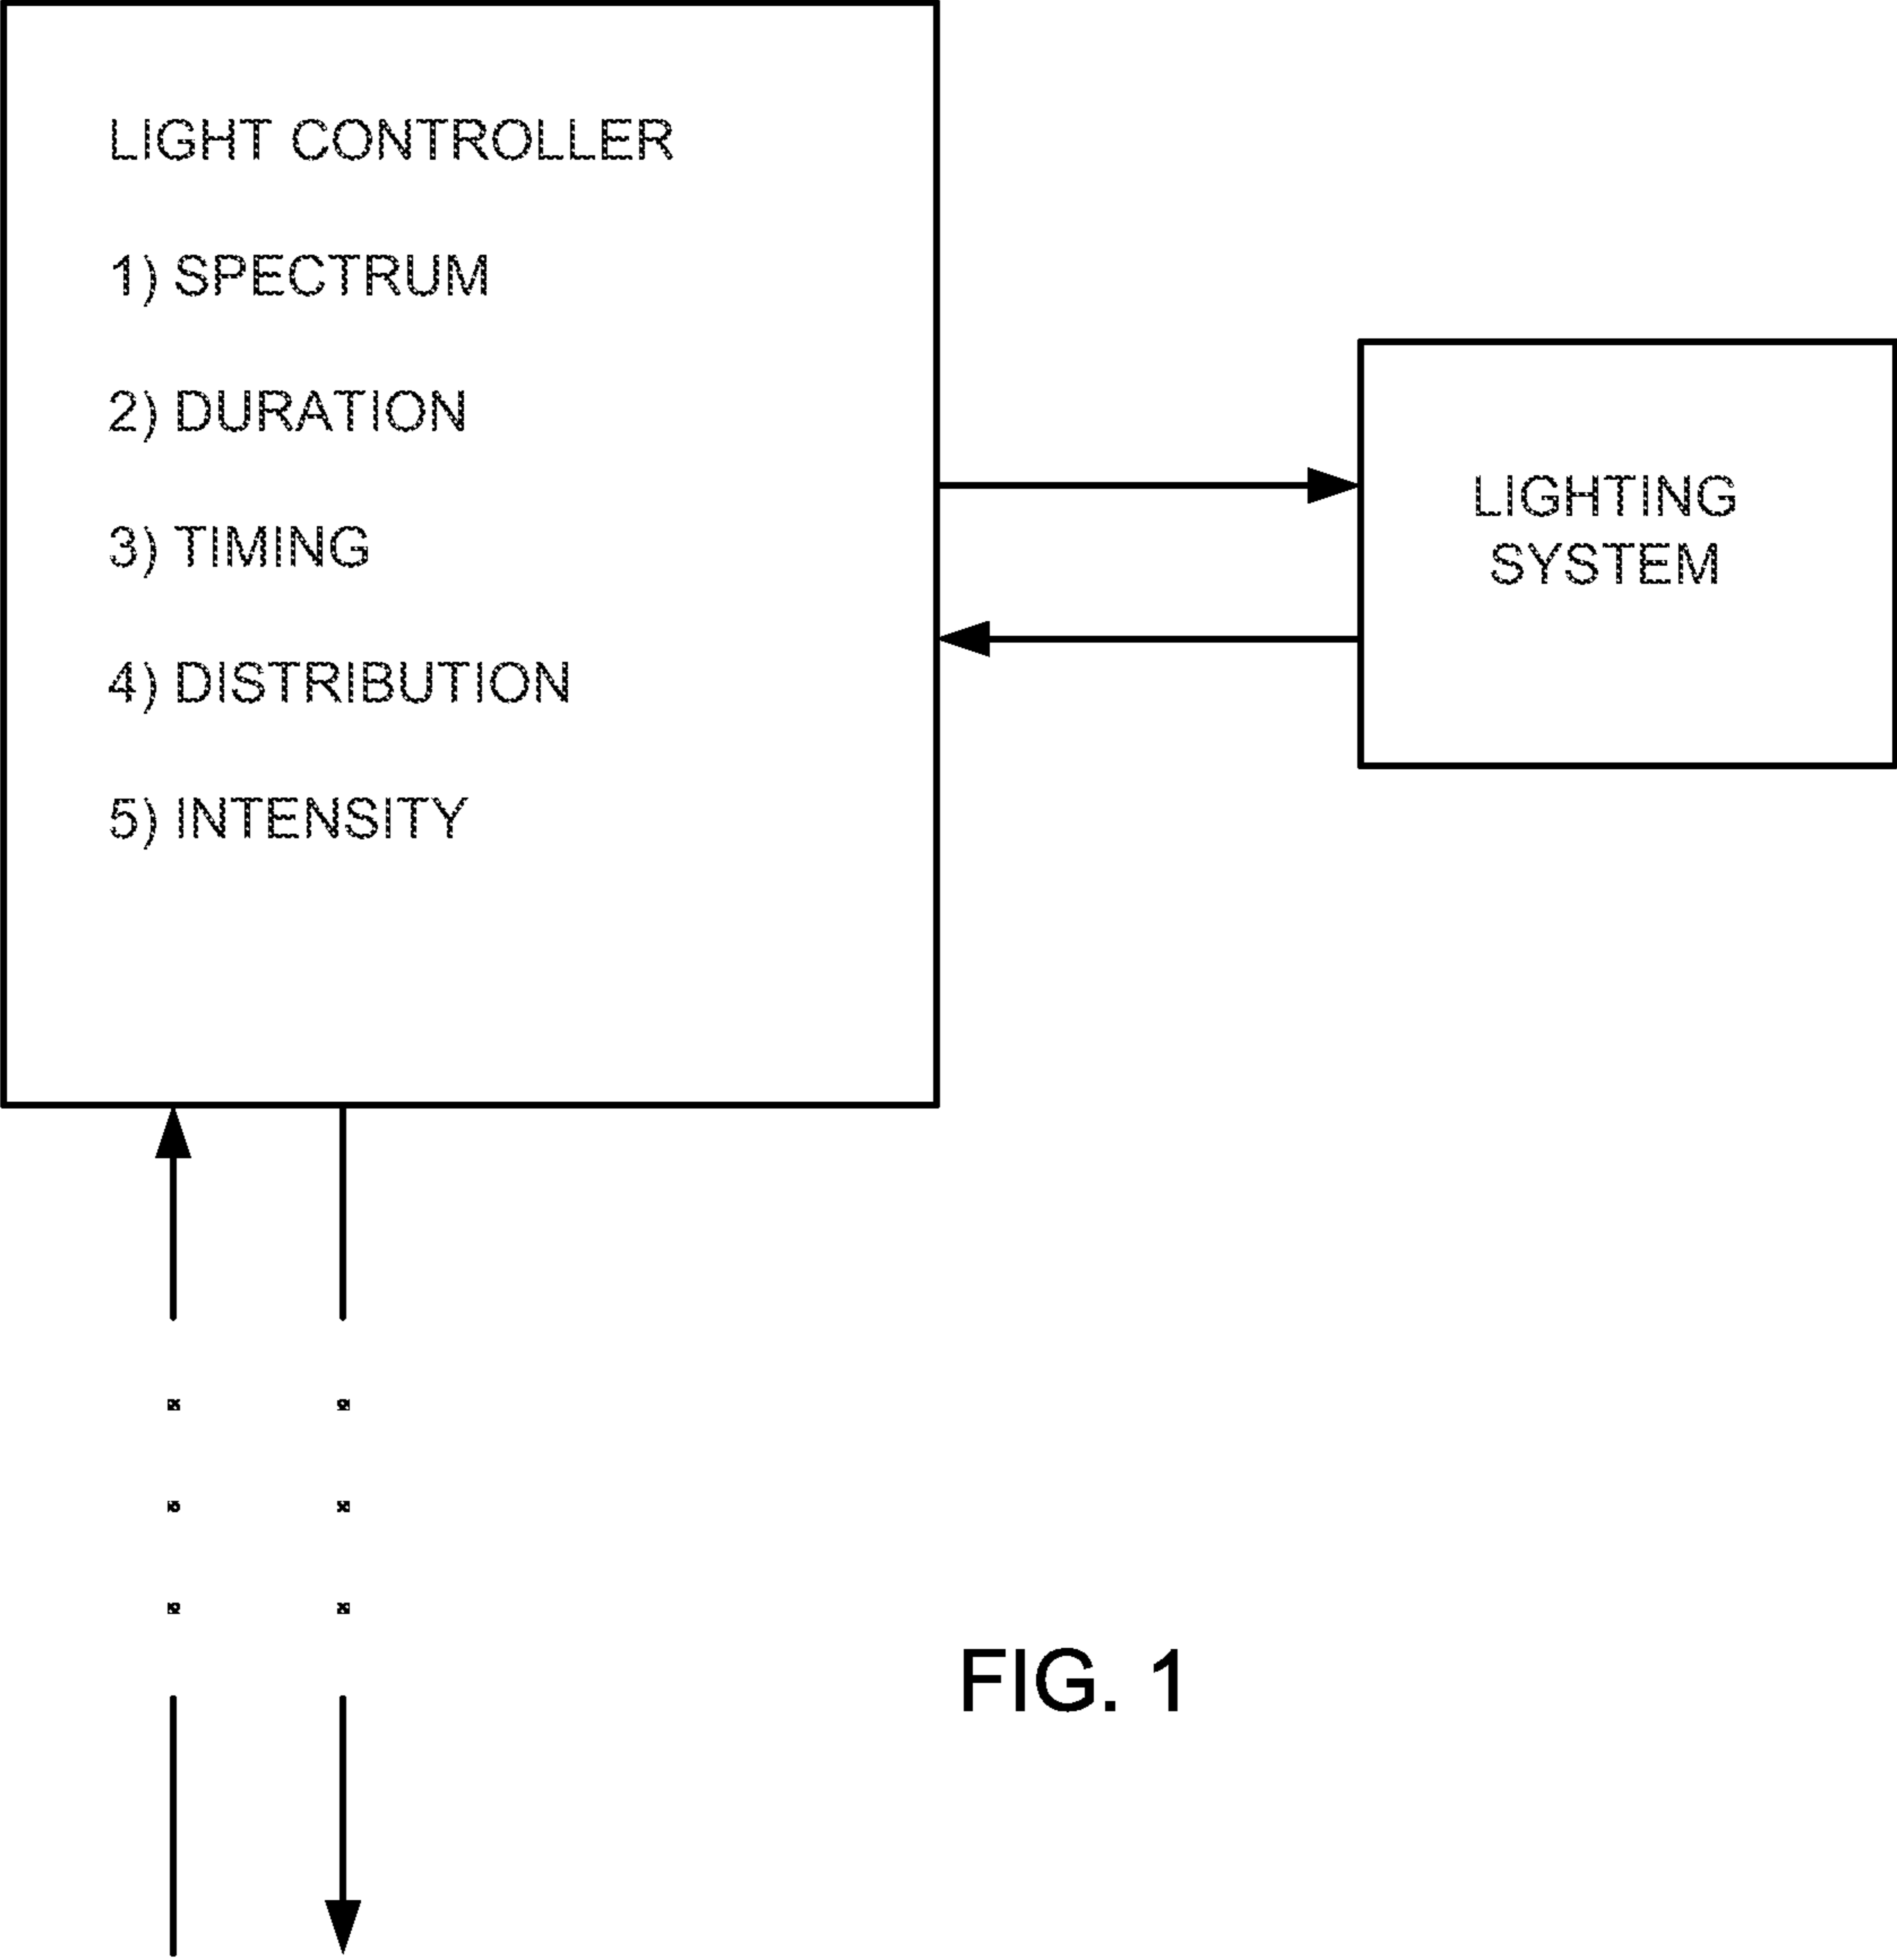 LIGHT CONTROLLER
1) SPECTRUM
2) DURATION
3) TIMING
4) DISTRIBUTION
5) INTENSITY
LIGHTING
SYSTEM
FIG. 1